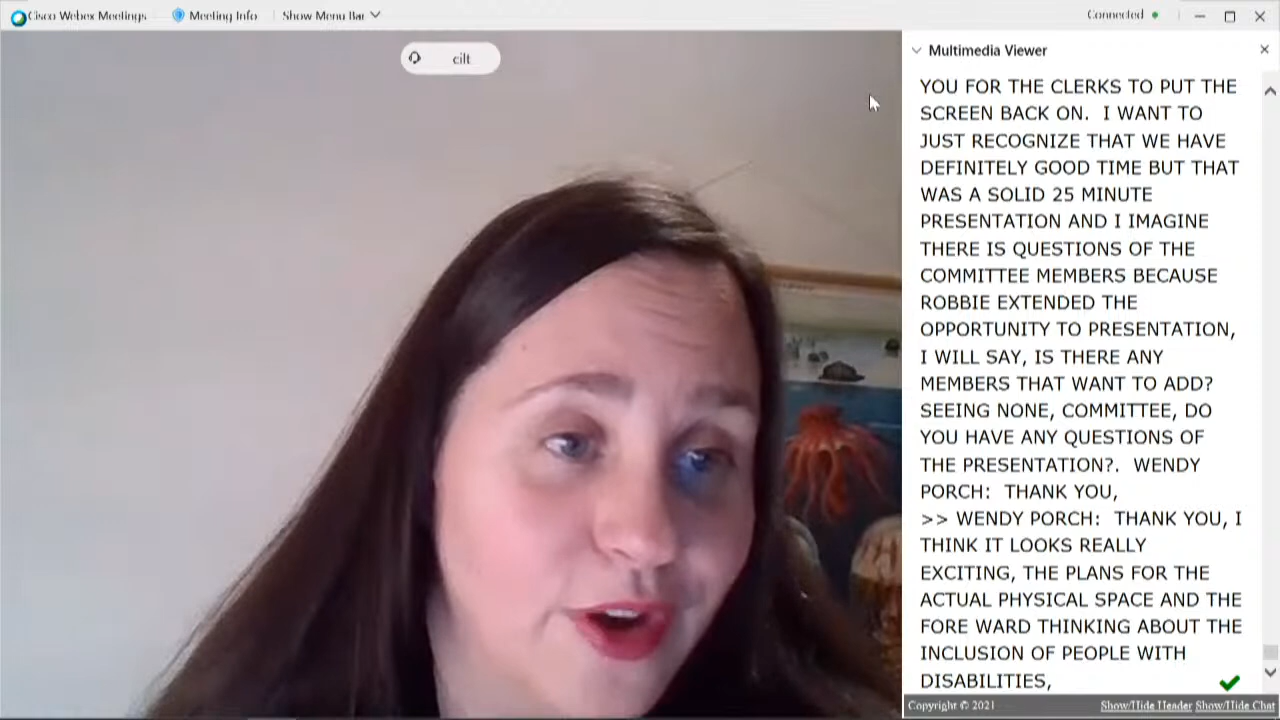 Cisco Webex Meetings
Meeting Info
Show Menu Bar
Connected
cilt
Multimedia Viewer
YOU FOR THE CLERKS TO PUT THE
SCREEN BACK ON.  I WANT TO
JUST RECOGNIZE THAT WE HAVE
DEFINITELY GOOD TIME BUT THAT
WAS A SOLID 25 MINUTE
PRESENTATION AND I IMAGINE
THERE IS QUESTIONS OF THE
COMMITTEE MEMBERS BECAUSE
ROBBIE EXTENDED THE
OPPORTUNITY TO PRESENTATION,
I WILL SAY, IS THERE ANY
MEMBERS THAT WANT TO ADD?
SEEING NONE, COMMITTEE, DO
YOU HAVE ANY QUESTIONS OF
THE PRESENTATION?.  WENDY
PORCH:  THANK YOU,
>> WENDY PORCH:  THANK YOU, I
THINK IT LOOKS REALLY
EXCITING, THE PLANS FOR THE
ACTUAL PHYSICAL SPACE AND THE
FORE WARD THINKING ABOUT THE
INCLUSION OF PEOPLE WITH
DISABILITIES,
Copyright © 2021 Show/Hide Header Show/Hide Chat